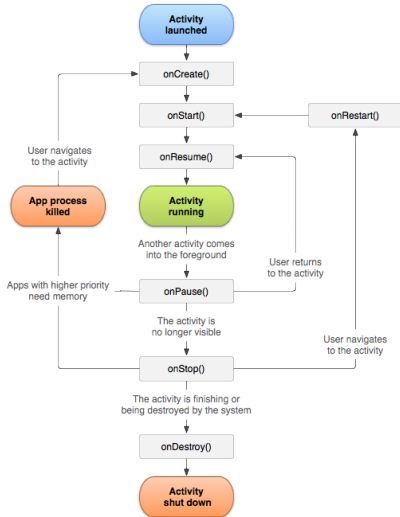 Activity
launched
onCreate()
onStart()
onRestart()
User navigates
to the activity
onResume()
App process
killed
Activity
running
Another activity comes
into the foreground
User returns
to the activity
Apps with higher priority
need memory
onPause()
The activity is
no longer visible
User navigates
to the activity
onStop()
The activity is finishing or
being destroyed by the system
onDestroy()
Activity
shut down